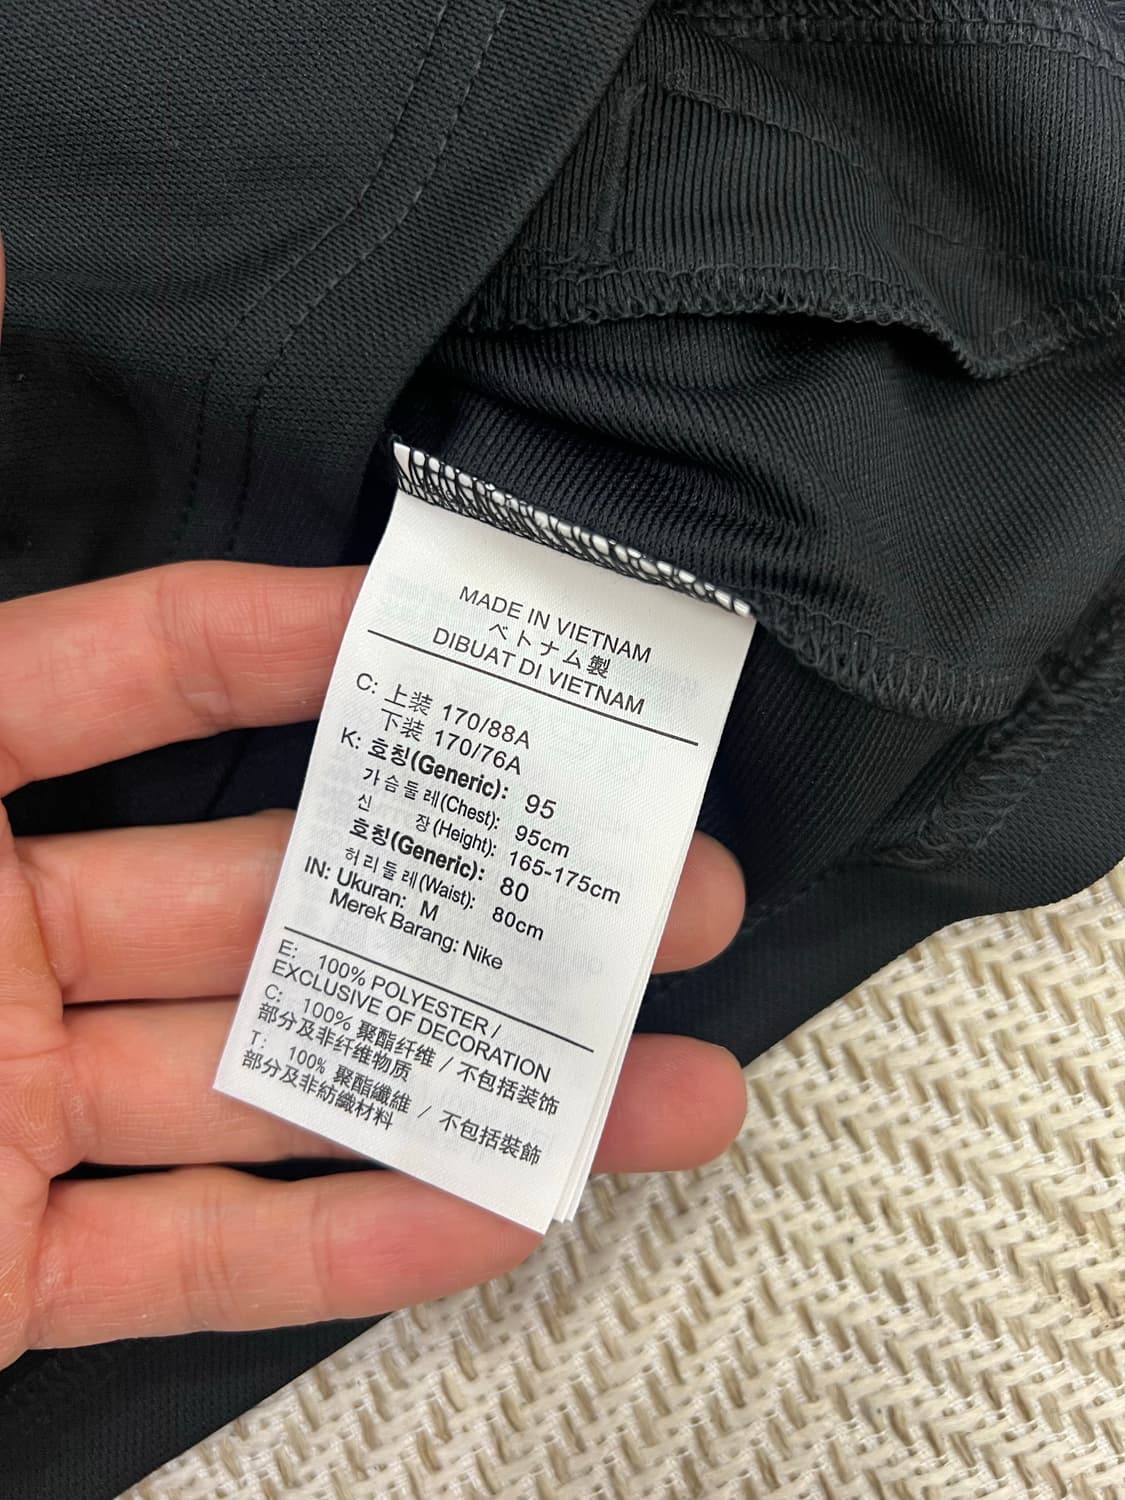 MADE IN VIETNAM
ベトナム製
DIBUAT DI VIETNAM
C: 上装 170/88A
下装 170/76A
K: 호칭(Generic): 95
가슴둘레(Chest): 95cm
신 장(Height): 165-175cm
호칭(Generic): 80
허리둘레(Waist): 80cm
IN: Ukuran: M
Merek Barang: Nike
E: 100% POLYESTER /
EXCLUSIVE OF DECORATION
C: 100% 聚酯纤维 / 不包括装饰
部分及非纤维物质
T: 100% 聚酯纖維 / 不包括裝飾
部分及非紡織材料